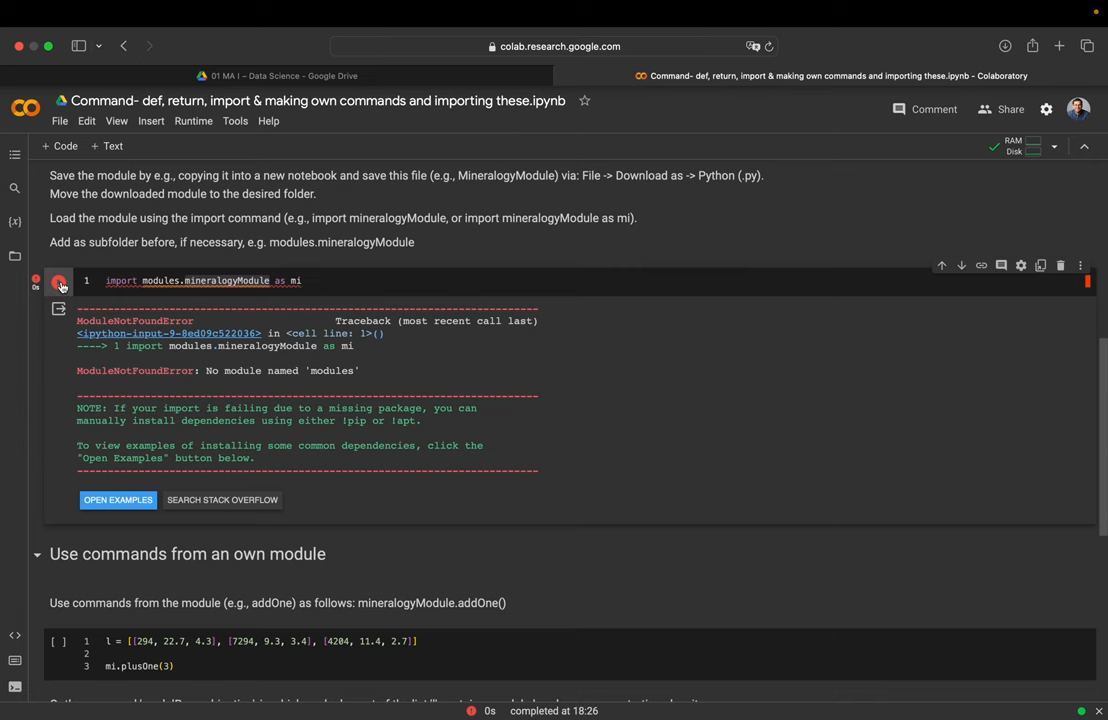 colab.research.google.com
01 MA I – Data Science - Google Drive
Command- def, return, import & making own commands and importing these.ipynb - Colaboratory
Command- def, return, import & making own commands and importing these.ipynb
File Edit View Insert Runtime Tools Help
Comment
Share
+ Code + Text
RAM
Disk
Save the module by e.g., copying it into a new notebook and save this file (e.g., MineralogyModule) via: File -> Download as -> Python (.py).
Move the downloaded module to the desired folder.
Load the module using the import command (e.g., import mineralogyModule, or import mineralogyModule as mi).
Add as subfolder before, if necessary, e.g. modules.mineralogyModule
0s
1 import modules.mineralogyModule as mi
ModuleNotFoundError Traceback (most recent call last)
<ipython-input-9-8ed09c522036> in <cell line: 1>()
----> 1 import modules.mineralogyModule as mi
ModuleNotFoundError: No module named 'modules'
NOTE: If your import is failing due to a missing package, you can
manually install dependencies using either !pip or !apt.
To view examples of installing some common dependencies, click the
"Open Examples" button below.
OPEN EXAMPLES SEARCH STACK OVERFLOW
Use commands from an own module
Use commands from the module (e.g., addOne) as follows: mineralogyModule.addOne()
[ ] 1 l = [[294, 22.7, 4.3], [7294, 9.3, 3.4], [4204, 11.4, 2.7]]
2
3 mi.plusOne(3)
0s completed at 18:26